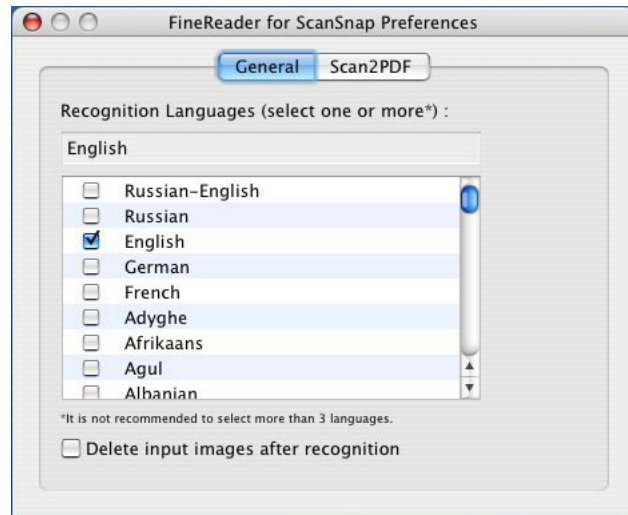 FineReader for ScanSnap Preferences
General Scan2PDF
Recognition Languages (select one or more*) :
English
Russian-English
Russian
English
German
French
Adyghe
Afrikaans
Agul
Albanian
*It is not recommended to select more than 3 languages.
Delete input images after recognition